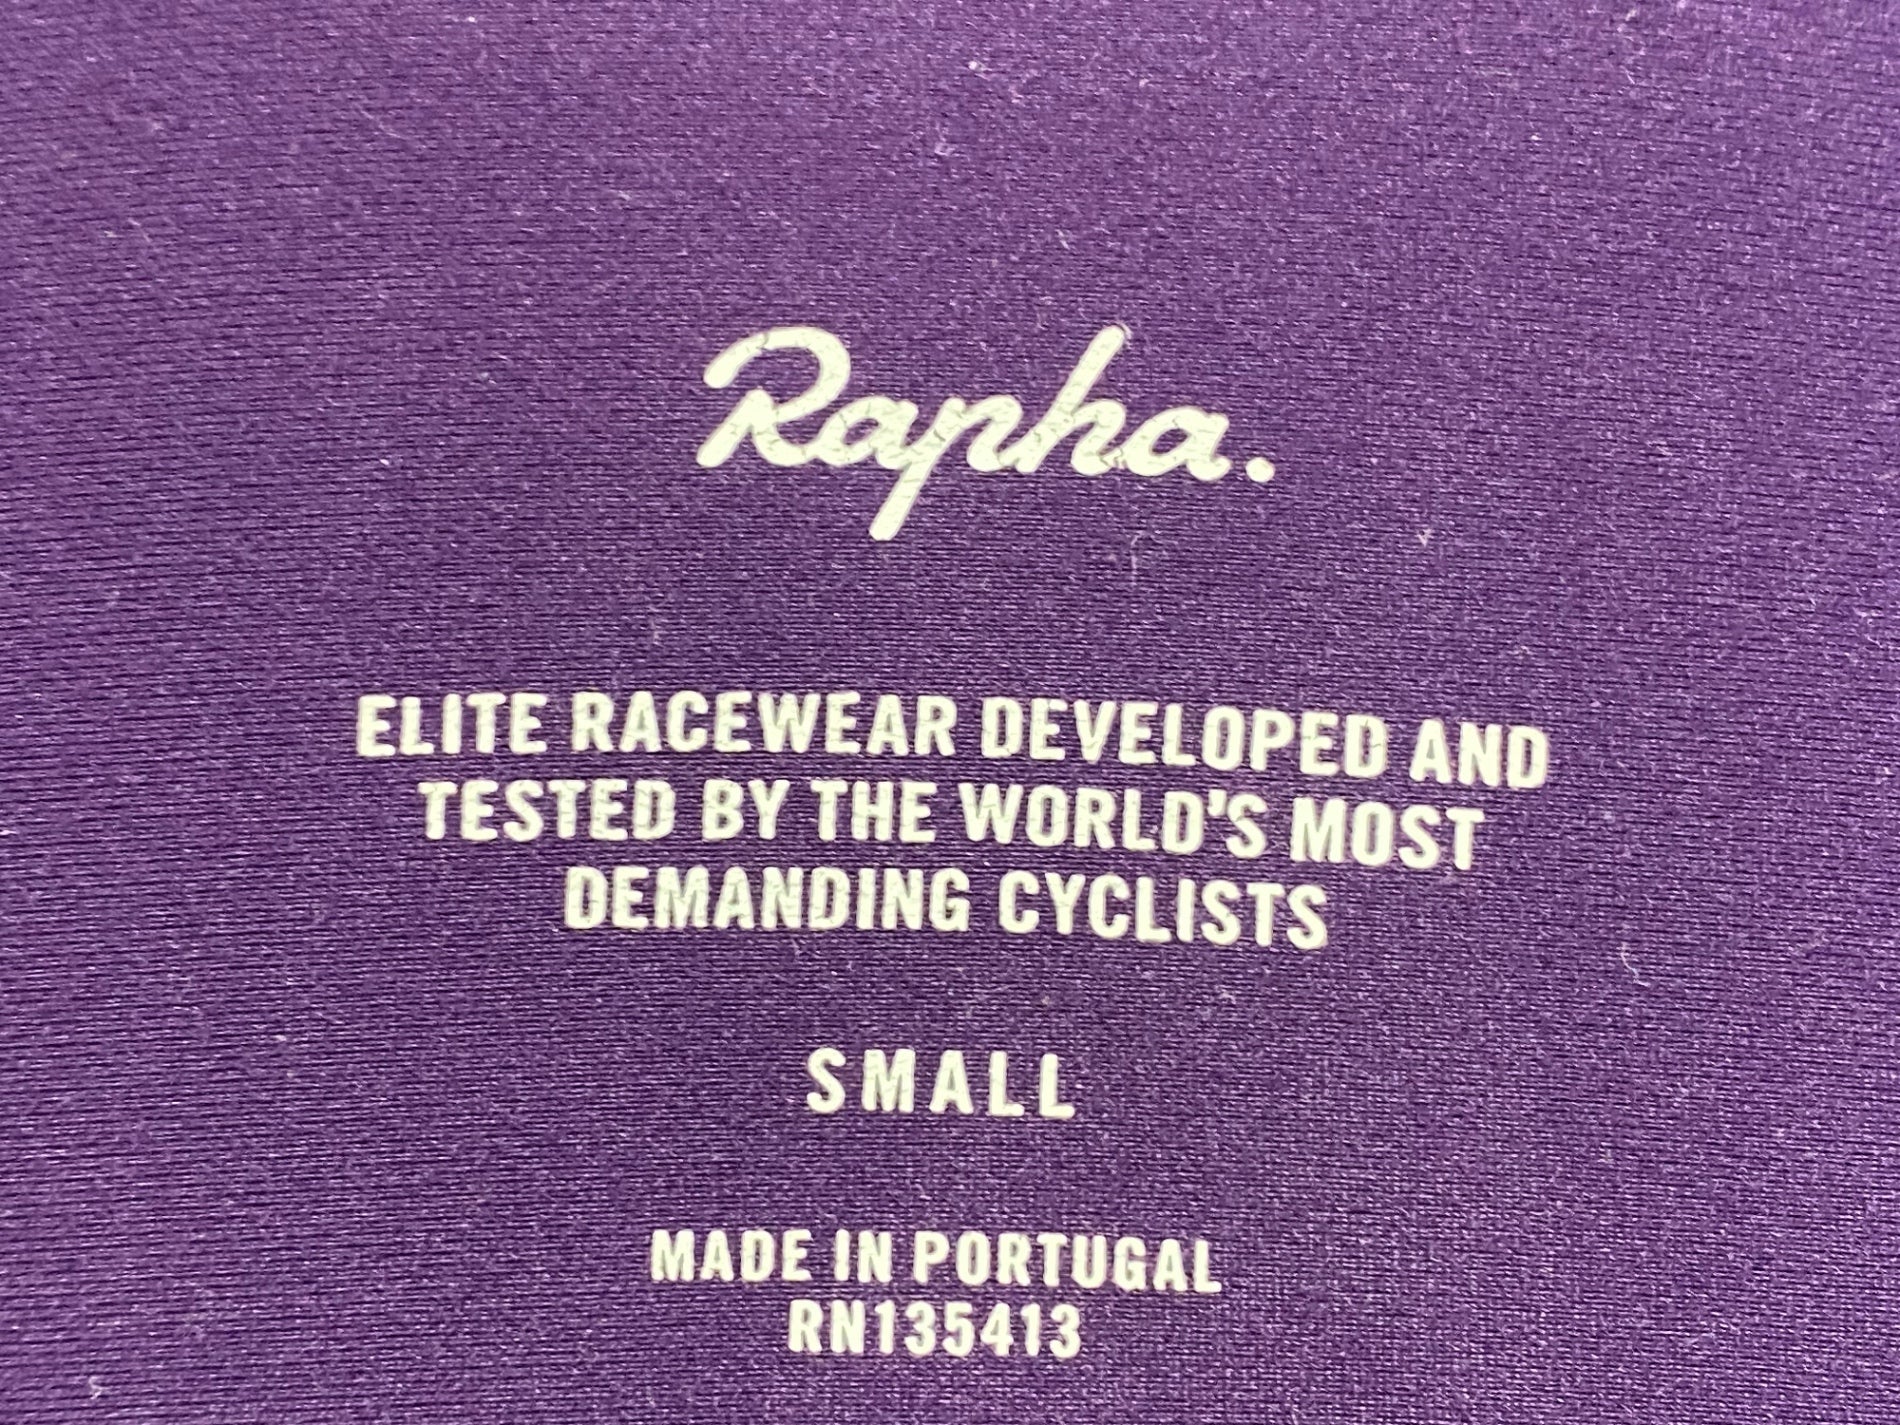 Rapha.
ELITE RACEWEAR DEVELOPED AND
TESTED BY THE WORLD'S MOST
DEMANDING CYCLISTS
SMALL
MADE IN PORTUGAL
RN135413